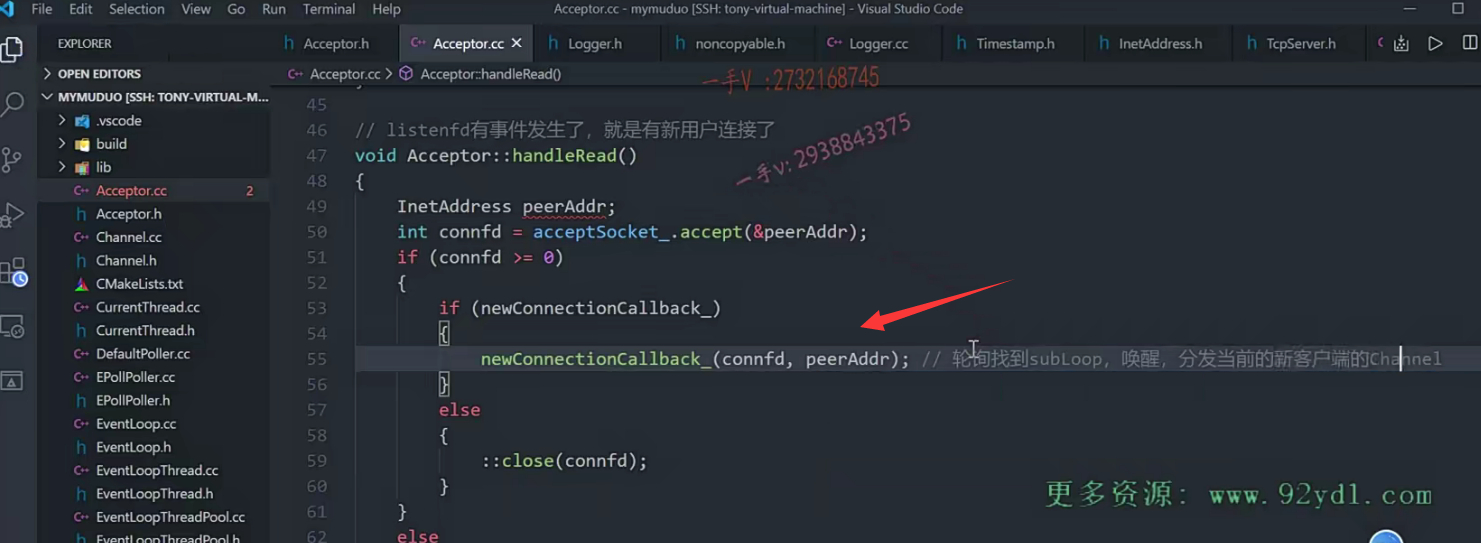 File Edit Selection View Go Run Terminal Help Acceptor.cc - mymuduo [SSH: tony-virtual-machine] - Visual Studio Code
EXPLORER
Acceptor.h Acceptor.cc Logger.h noncopyable.h Logger.cc Timestamp.h InetAddress.h TcpServer.h
OPEN EDITORS
Acceptor.cc > Acceptor::handleRead()
一手V :2732168745
MYMUDUO [SSH: TONY-VIRTUAL-M...
.vscode
build
lib
Acceptor.cc 2
Acceptor.h
Channel.cc
Channel.h
CMakeLists.txt
CurrentThread.cc
CurrentThread.h
DefaultPoller.cc
EPollPoller.cc
EPollPoller.h
EventLoop.cc
EventLoop.h
EventLoopThread.cc
EventLoopThread.h
EventLoopThreadPool.cc
EventLoopThreadPool.h
45
46 // listenfd有事件发生了，就是有新用户连接了
47 void Acceptor::handleRead()
一手v: 2938843375
48 {
49 InetAddress peerAddr;
50 int connfd = acceptSocket_.accept(&peerAddr);
51 if (connfd >= 0)
52 {
53 if (newConnectionCallback_)
54 {
55 newConnectionCallback_(connfd, peerAddr); // 轮询找到subLoop，唤醒，分发当前的新客户端的Channel
56 }
57 else
58 {
59 ::close(connfd);
60 }
61 }
62 else
更多资源: www.92ydl.com